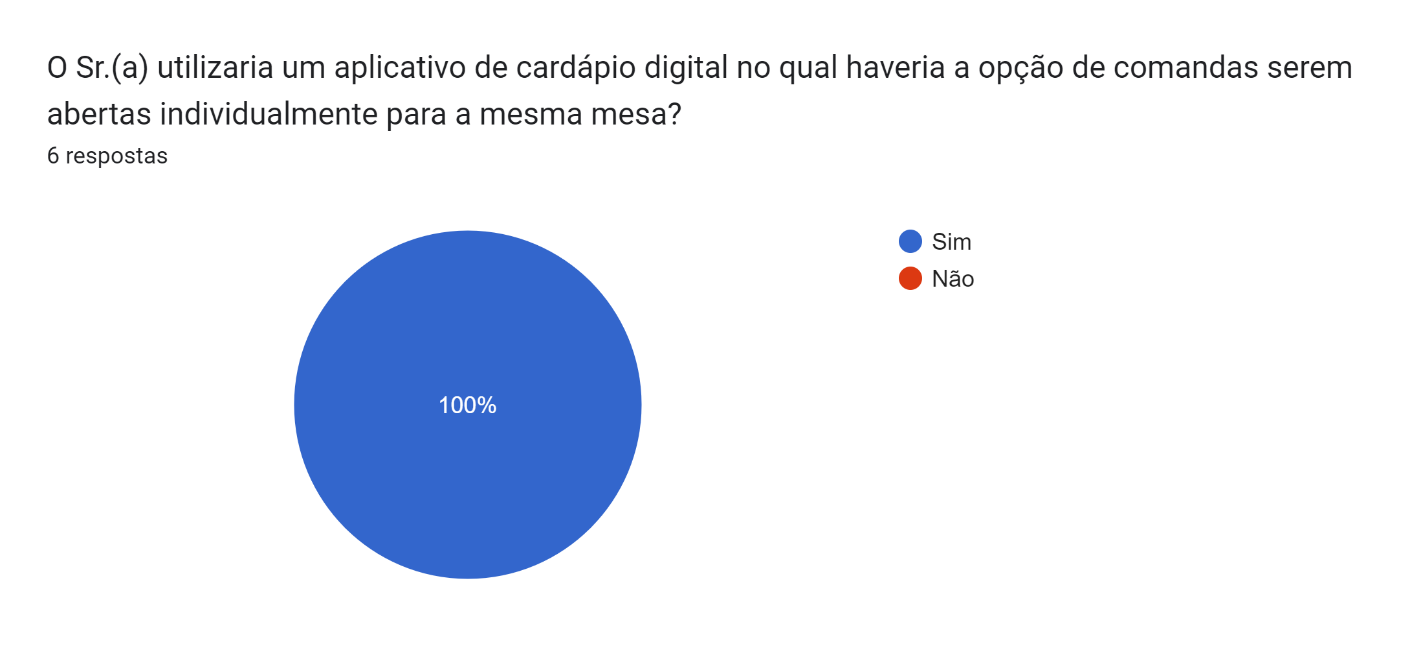 O Sr.(a) utilizaria um aplicativo de cardápio digital no qual haveria a opção de comandas serem
abertas individualmente para a mesma mesa?
6 respostas
Sim
Não
100%